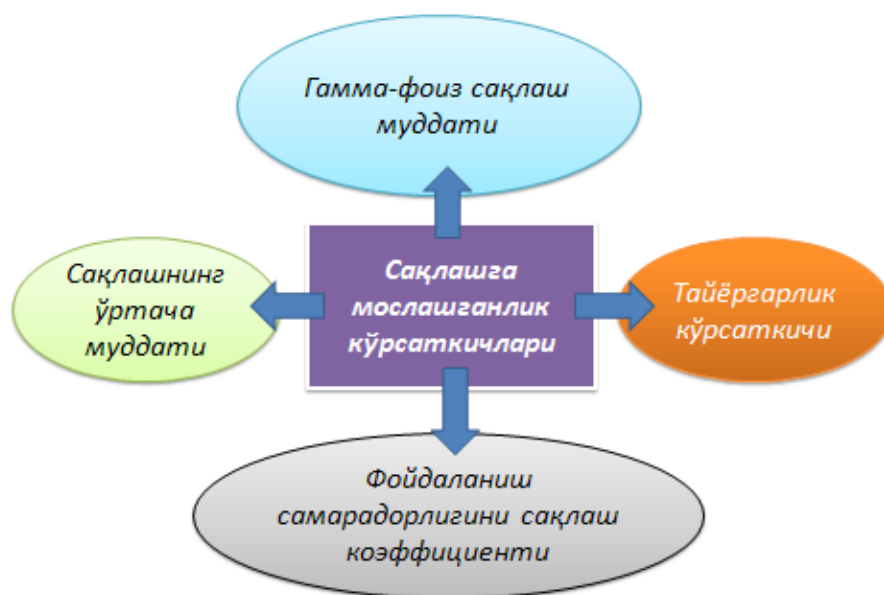 Гамма-фоиз сақлаш
муддати
Сақлашнинг
ўртача
муддати
Сақлашга
мослашганлик
кўрсаткичлари
Тайёргарлик
кўрсаткичи
Фойдаланиш
самарадорлигини сақлаш
коэффициенти